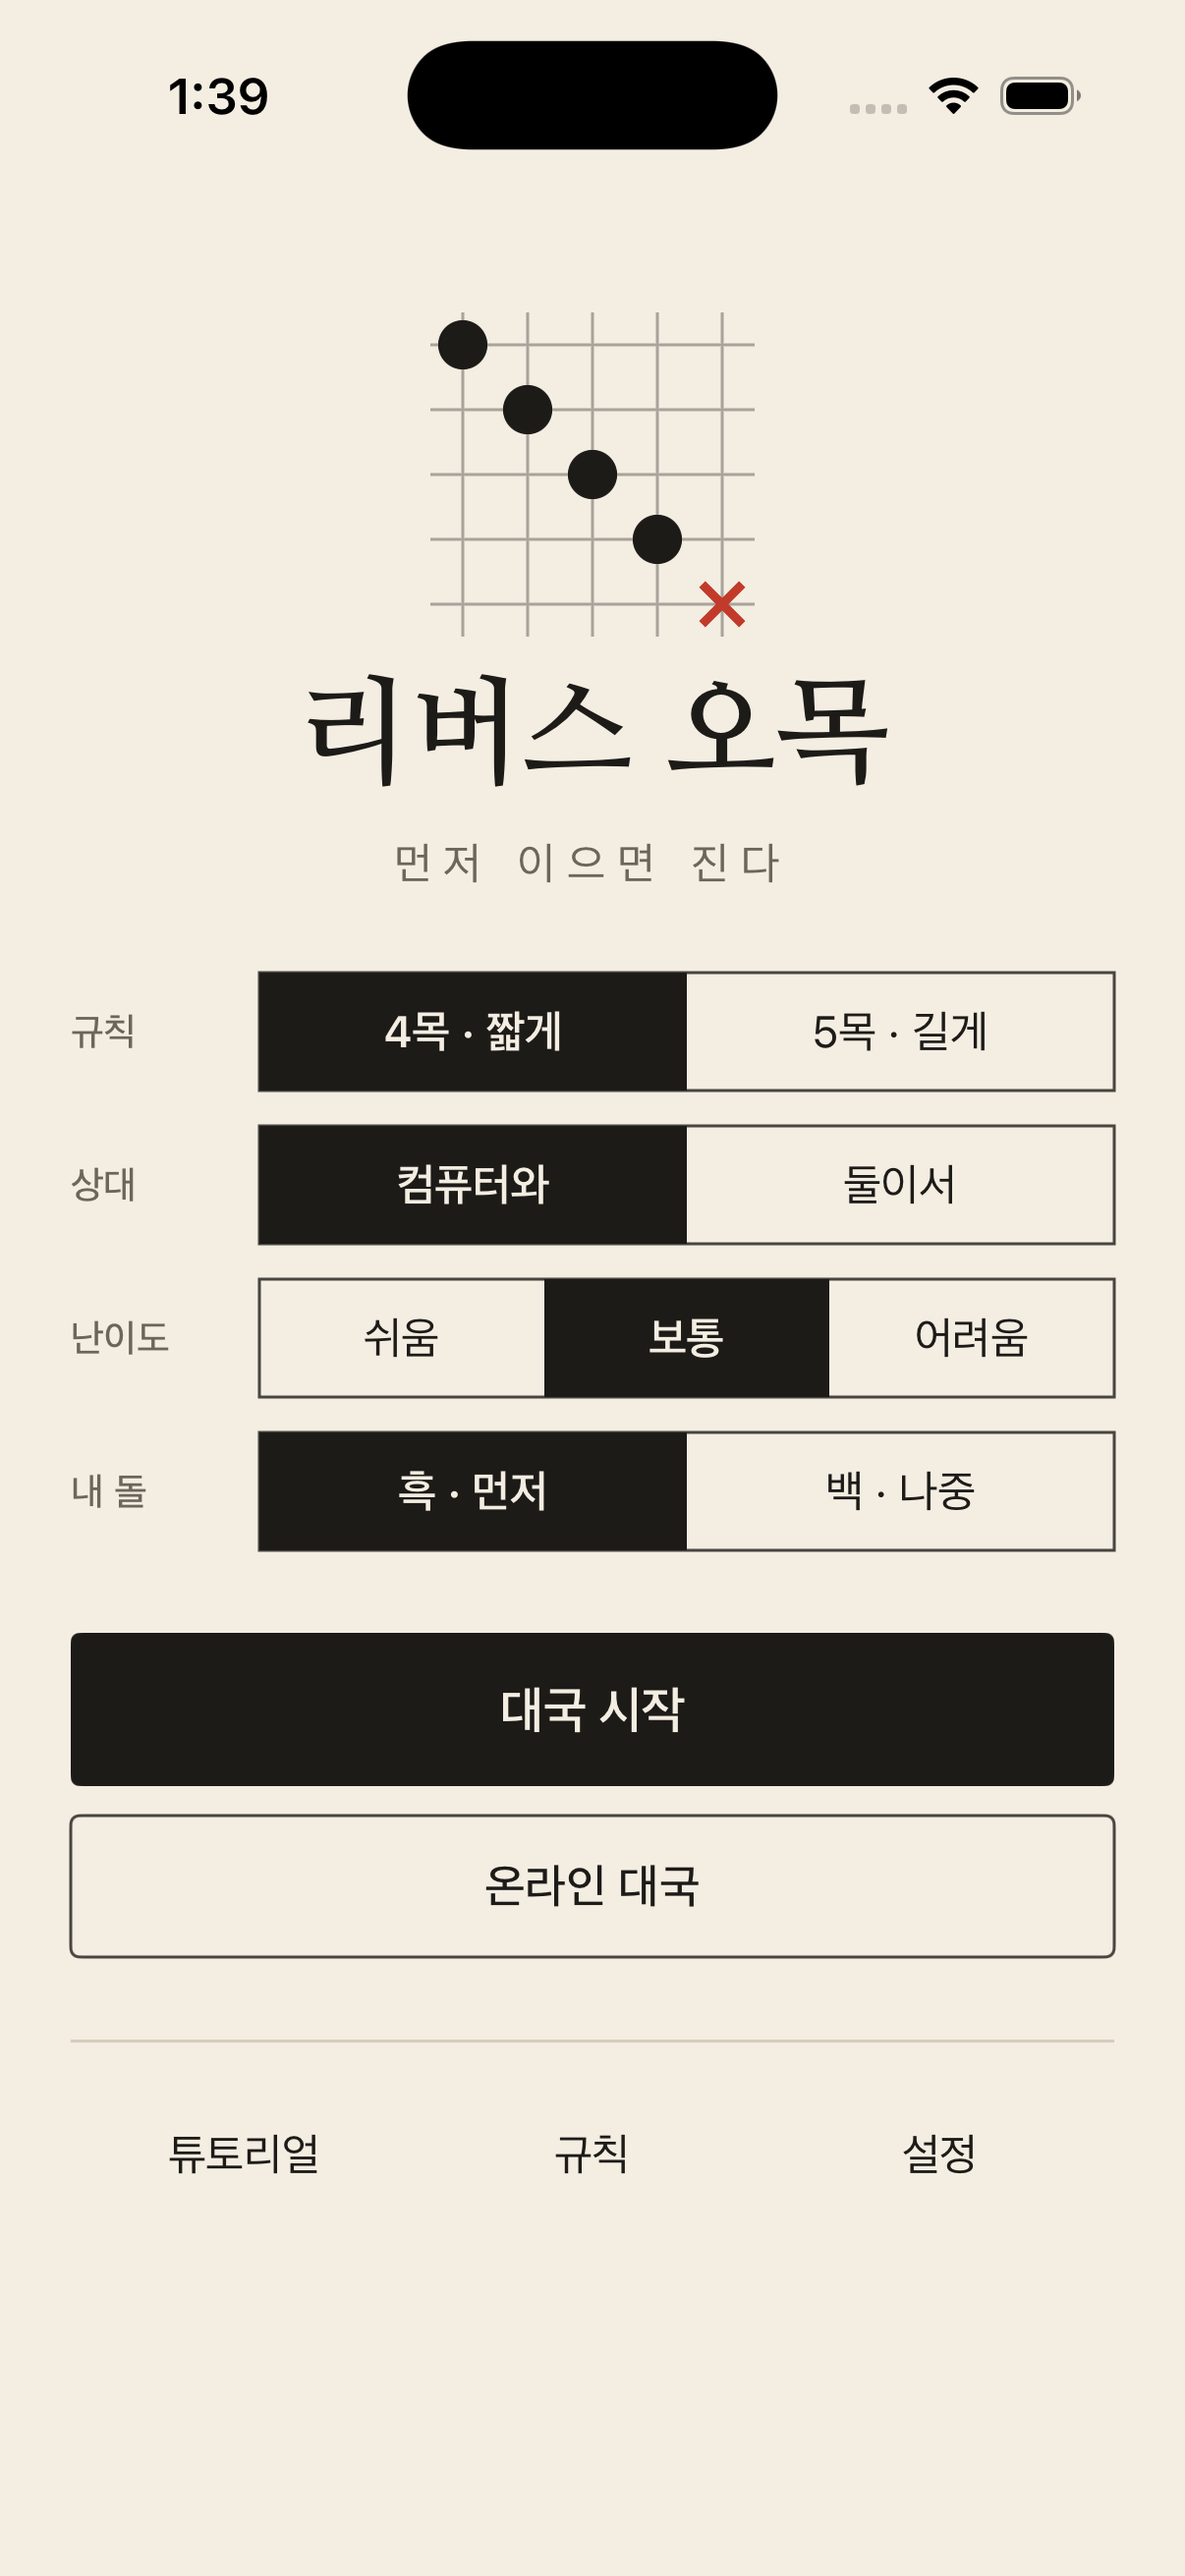 1:39
리버스 오목
먼저 이으면 진다
규칙 4목 · 짧게 5목 · 길게
상대 컴퓨터와 둘이서
난이도 쉬움 보통 어려움
내 돌 흑 · 먼저 백 · 나중
대국 시작
온라인 대국
튜토리얼 규칙 설정